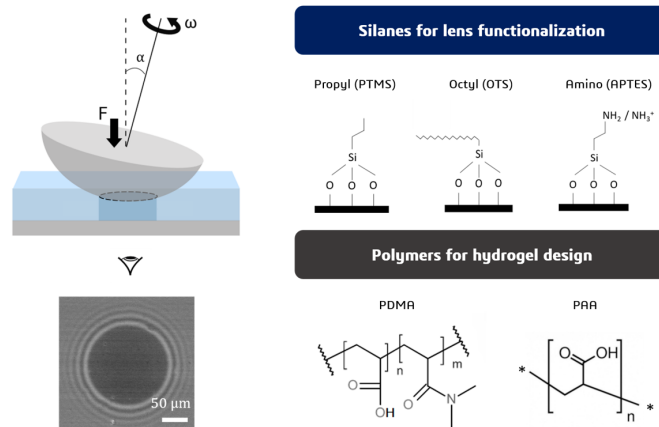 ω
α
F
50 μm
Silanes for lens functionalization
Propyl (PTMS)
Octyl (OTS)
Amino (APTES)
NH₂ / NH₃⁺
Si
Si
Si
O O O
O O O
O O O
Polymers for hydrogel design
PDMA
PAA
n
m
O
OH
O
N
O
OH
n
*
*